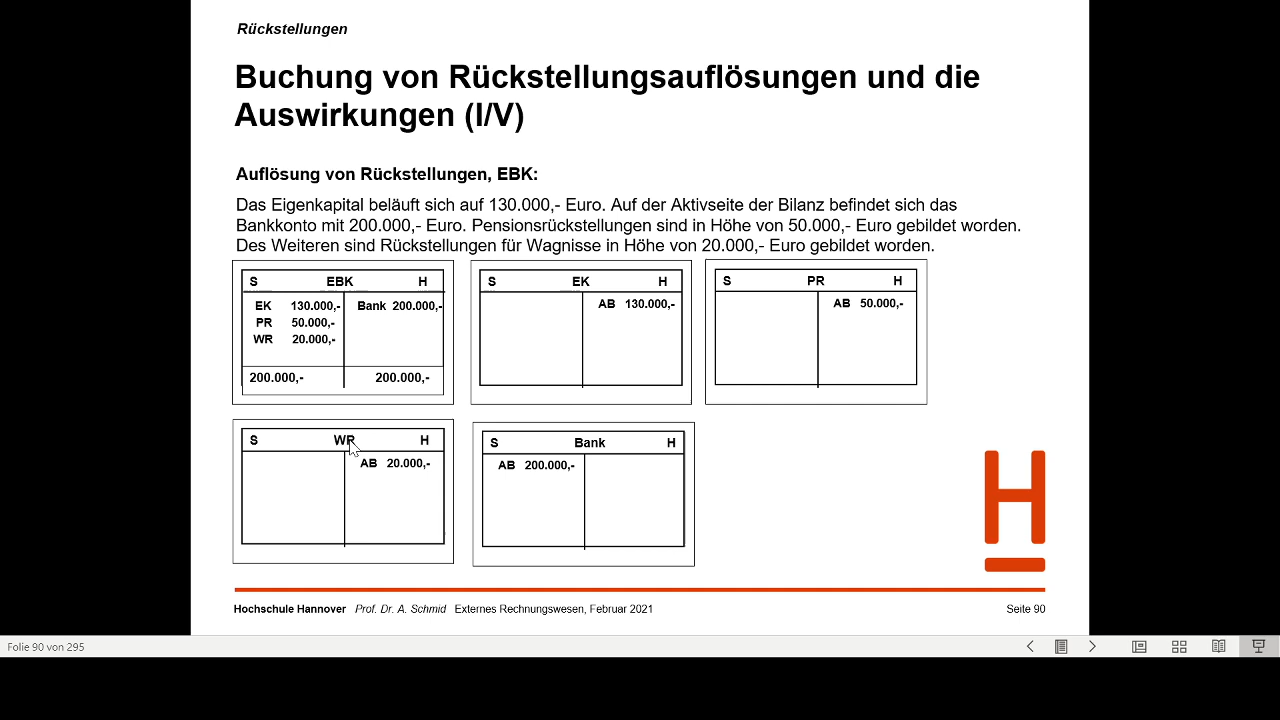 Rückstellungen
Buchung von Rückstellungsauflösungen und die
Auswirkungen (I/V)
Auflösung von Rückstellungen, EBK:
Das Eigenkapital beläuft sich auf 130.000,- Euro. Auf der Aktivseite der Bilanz befindet sich das
Bankkonto mit 200.000,- Euro. Pensionsrückstellungen sind in Höhe von 50.000,- Euro gebildet worden.
Des Weiteren sind Rückstellungen für Wagnisse in Höhe von 20.000,- Euro gebildet worden.
S EBK H
EK 130.000,- Bank 200.000,-
PR 50.000,-
WR 20.000,-
200.000,- 200.000,-
S EK H
AB 130.000,-
S PR H
AB 50.000,-
S WR H
AB 20.000,-
S Bank H
AB 200.000,-
H
Hochschule Hannover Prof. Dr. A. Schmid Externes Rechnungswesen, Februar 2021 Seite 90
Folie 90 von 295